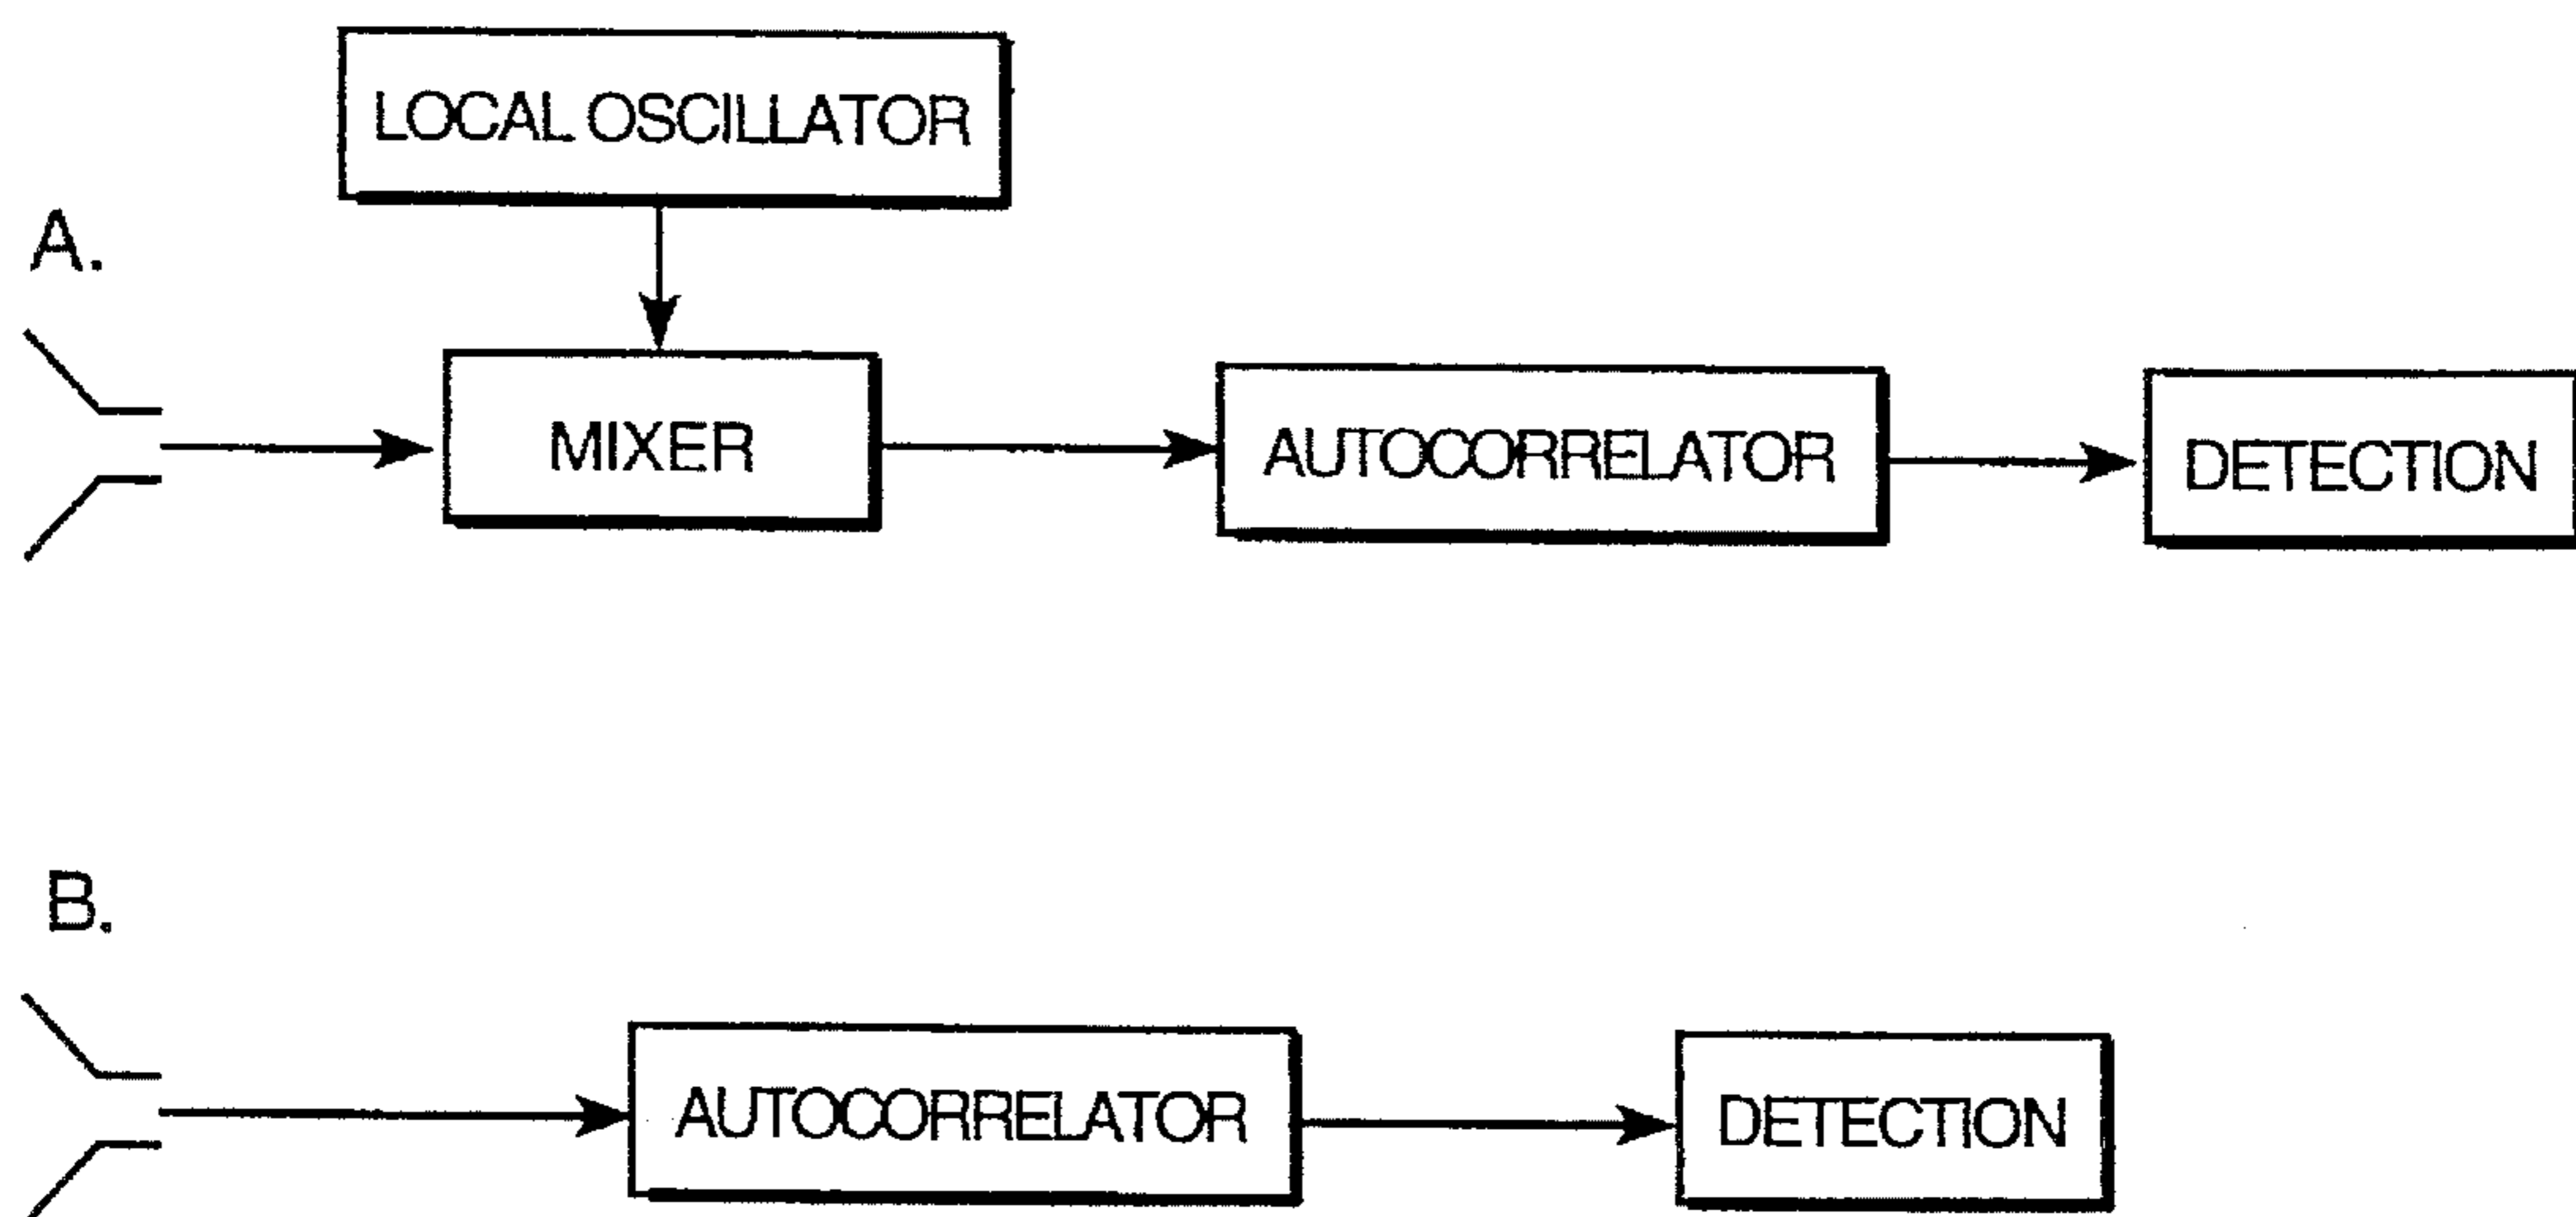 LOCAL OSCILLATOR
A.
MIXER
AUTOCORRELATOR
DETECTION
B.
AUTOCORRELATOR
DETECTION